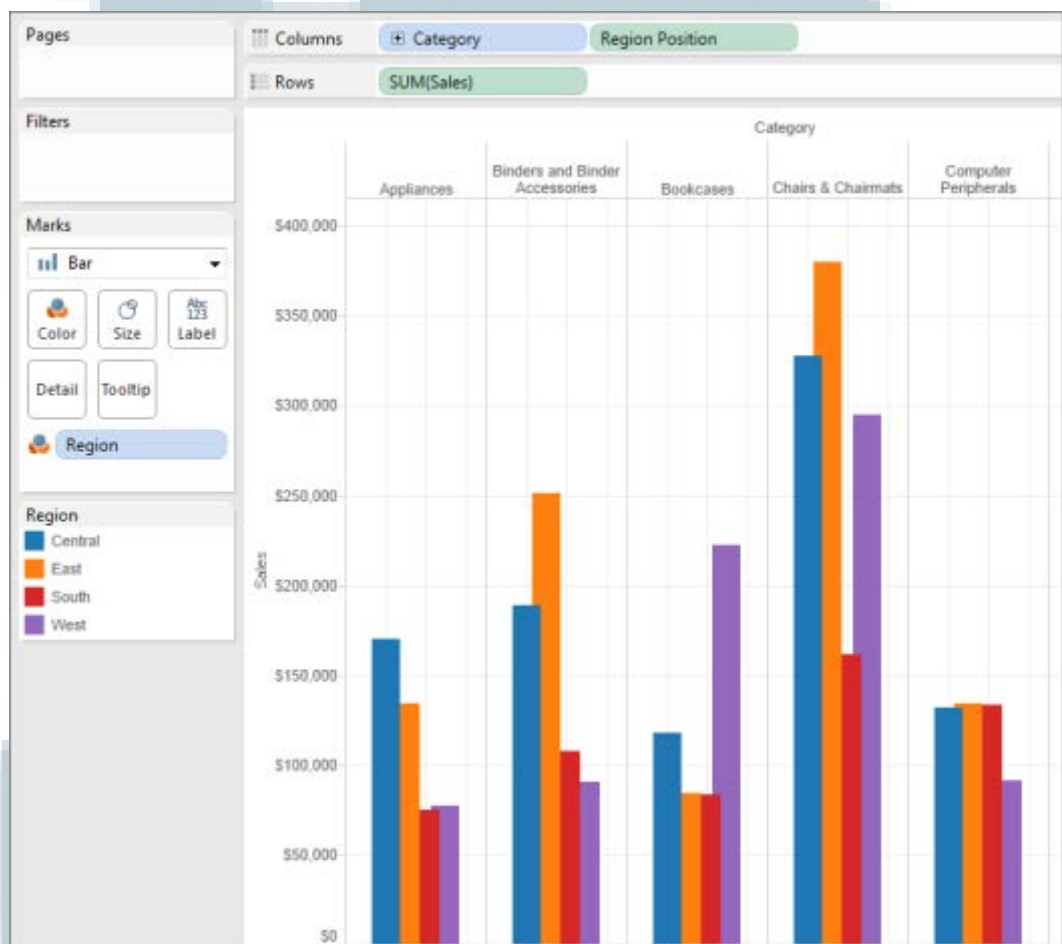 Pages
Columns
Category
Region Position
Rows
SUM(Sales)
Filters
Category
Appliances
Binders and Binder
Accessories
Bookcases
Chairs & Chairmats
Computer
Peripherals
Marks
Bar
Color
Size
Abc
123
Label
Detail
Tooltip
Region
Region
Central
East
South
West
Sales
$400,000
$350,000
$300,000
$250,000
$200,000
$150,000
$100,000
$50,000
$0